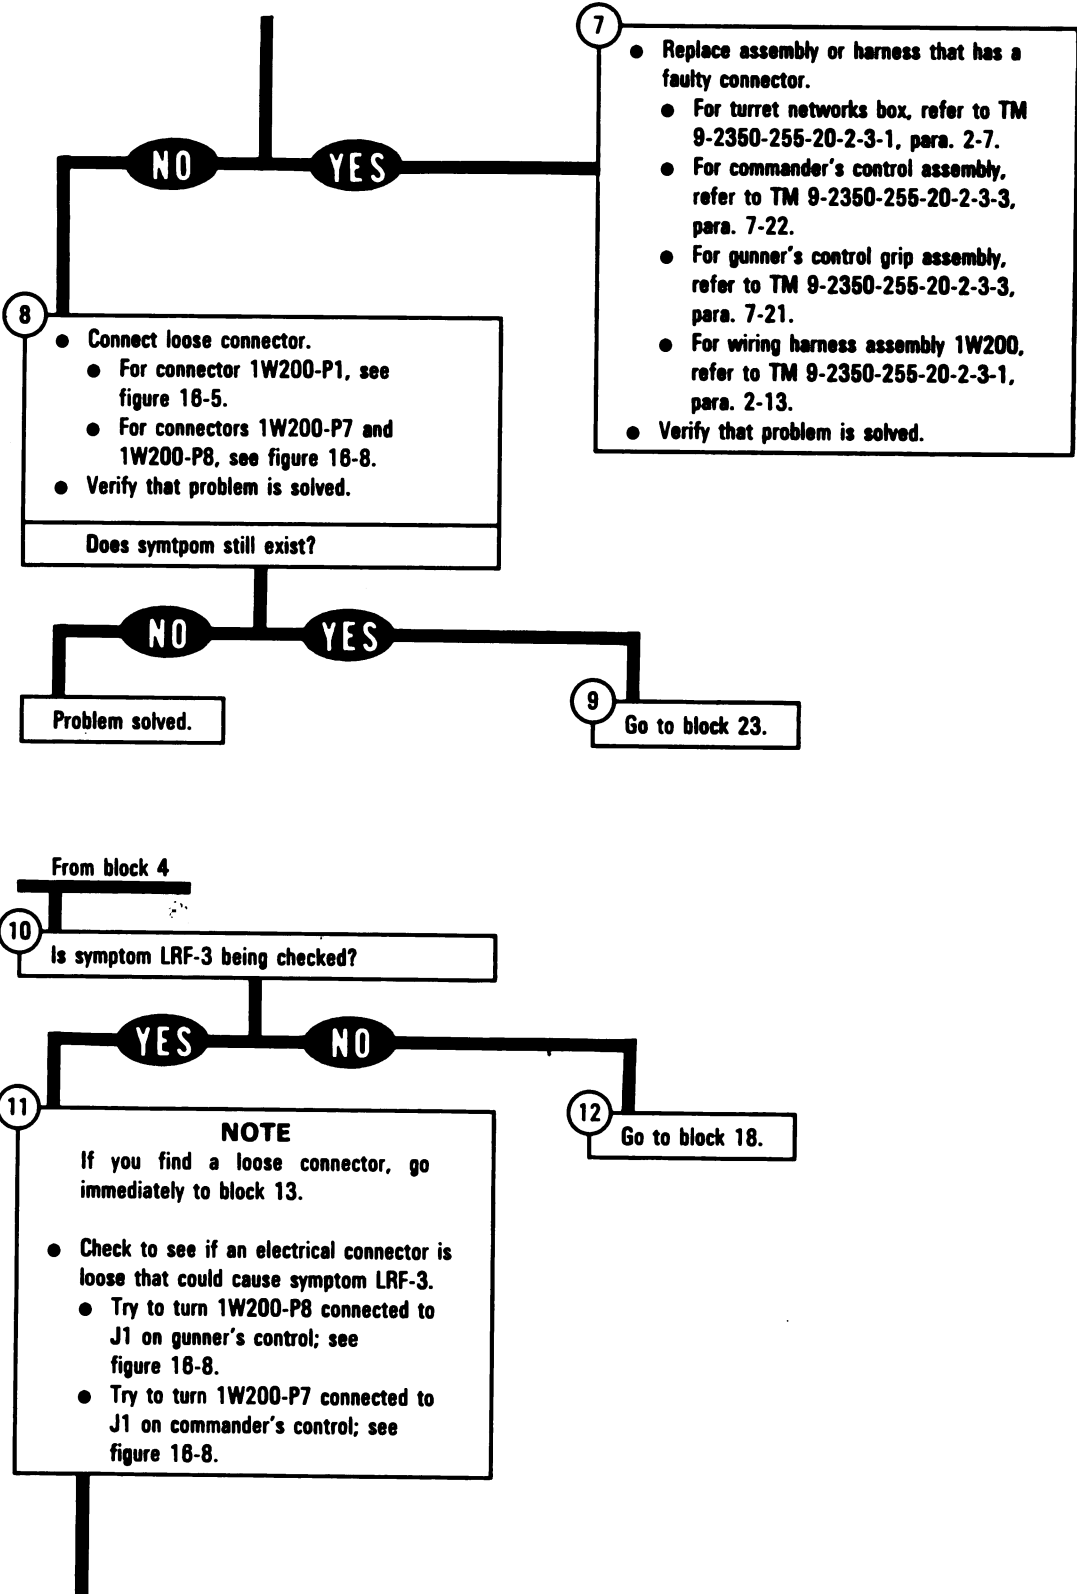 7
● Replace assembly or harness that has a
faulty connector.
● For turret networks box, refer to TM
9-2350-255-20-2-3-1, para. 2-7.
● For commander's control assembly,
refer to TM 9-2350-255-20-2-3-3,
para. 7-22.
● For gunner's control grip assembly,
refer to TM 9-2350-255-20-2-3-3,
para. 7-21.
● For wiring harness assembly 1W200,
refer to TM 9-2350-255-20-2-3-1,
para. 2-13.
● Verify that problem is solved.
NO YES
8
● Connect loose connector.
● For connector 1W200-P1, see
figure 16-5.
● For connectors 1W200-P7 and
1W200-P8, see figure 16-8.
● Verify that problem is solved.
Does symtpom still exist?
NO YES
Problem solved.
9
Go to block 23.
From block 4
10
Is symptom LRF-3 being checked?
YES NO
11
NOTE
If you find a loose connector, go
immediately to block 13.
● Check to see if an electrical connector is
loose that could cause symptom LRF-3.
● Try to turn 1W200-P8 connected to
J1 on gunner's control; see
figure 16-8.
● Try to turn 1W200-P7 connected to
J1 on commander's control; see
figure 16-8.
12
Go to block 18.